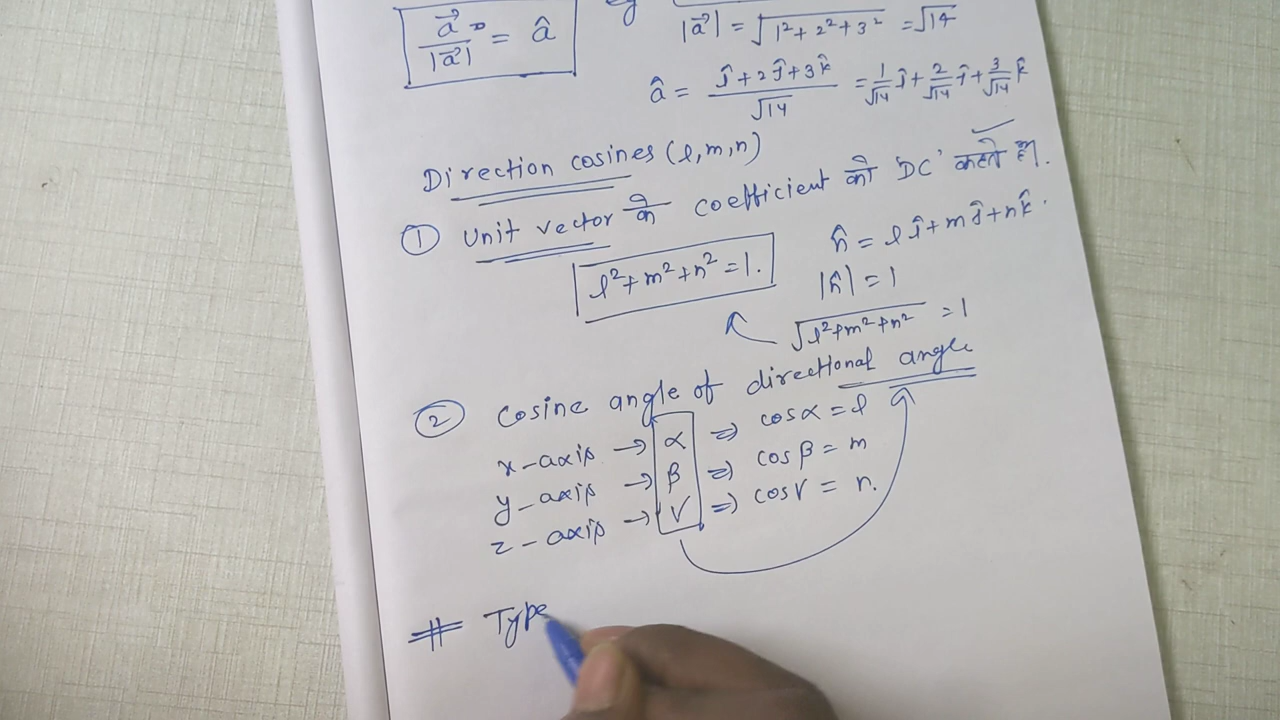 a⃗ / |a⃗| = â
eg
|a⃗| = √1²+2²+3² = √14
â = ĵ+2ĵ+3k̂ / √14 = 1/√14 ĵ + 2/√14 ĵ + 3/√14 k̂
Direction cosines (l,m,n)
① Unit vector के coefficient को 'DC' कहते है।.
l²+m²+n²=1.
n̂ = l î+mĵ+nk̂.
|n̂| = 1
√l²+m²+n² = 1
② Cosine angle of directional angle
x-axis → α ⇒ cosα = l
y-axis → β ⇒ cosβ = m
z-axis → γ ⇒ cosγ = n.
# Type